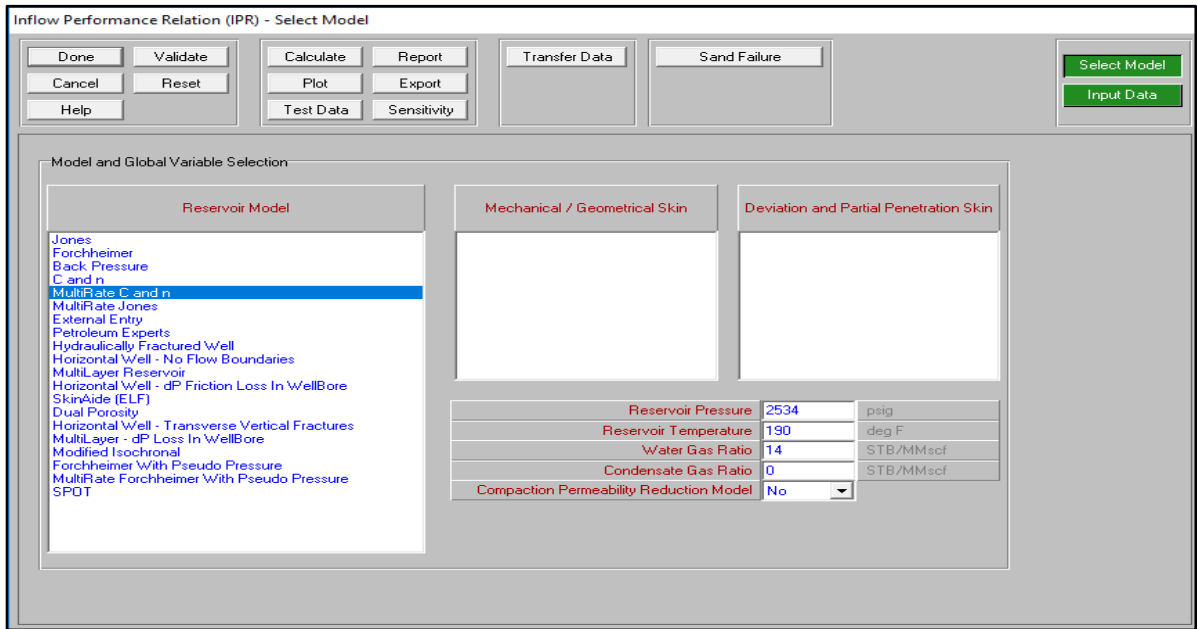 Inflow Performance Relation (IPR) - Select Model
Done Validate Calculate Report Transfer Data Sand Failure Select Model
Cancel Reset Plot Export Input Data
Help Test Data Sensitivity
Model and Global Variable Selection
Reservoir Model Mechanical / Geometrical Skin Deviation and Partial Penetration Skin
Jones
Forchheimer
Back Pressure
C and n
MultiRate C and n
MultiRate Jones
External Entry
Petroleum Experts
Hydraulically Fractured Well
Horizontal Well - No Flow Boundaries
MultiLayer Reservoir
Horizontal Well - dP Friction Loss In WellBore
SkinAide (ELF)
Dual Porosity
Horizontal Well - Transverse Vertical Fractures
MultiLayer - dP Loss In WellBore
Modified Isochronal
Forchheimer With Pseudo Pressure
MultiRate Forchheimer With Pseudo Pressure
SPOT
Reservoir Pressure 2534 psig
Reservoir Temperature 190 deg F
Water Gas Ratio 14 STB/MMscf
Condensate Gas Ratio 0 STB/MMscf
Compaction Permeability Reduction Model No